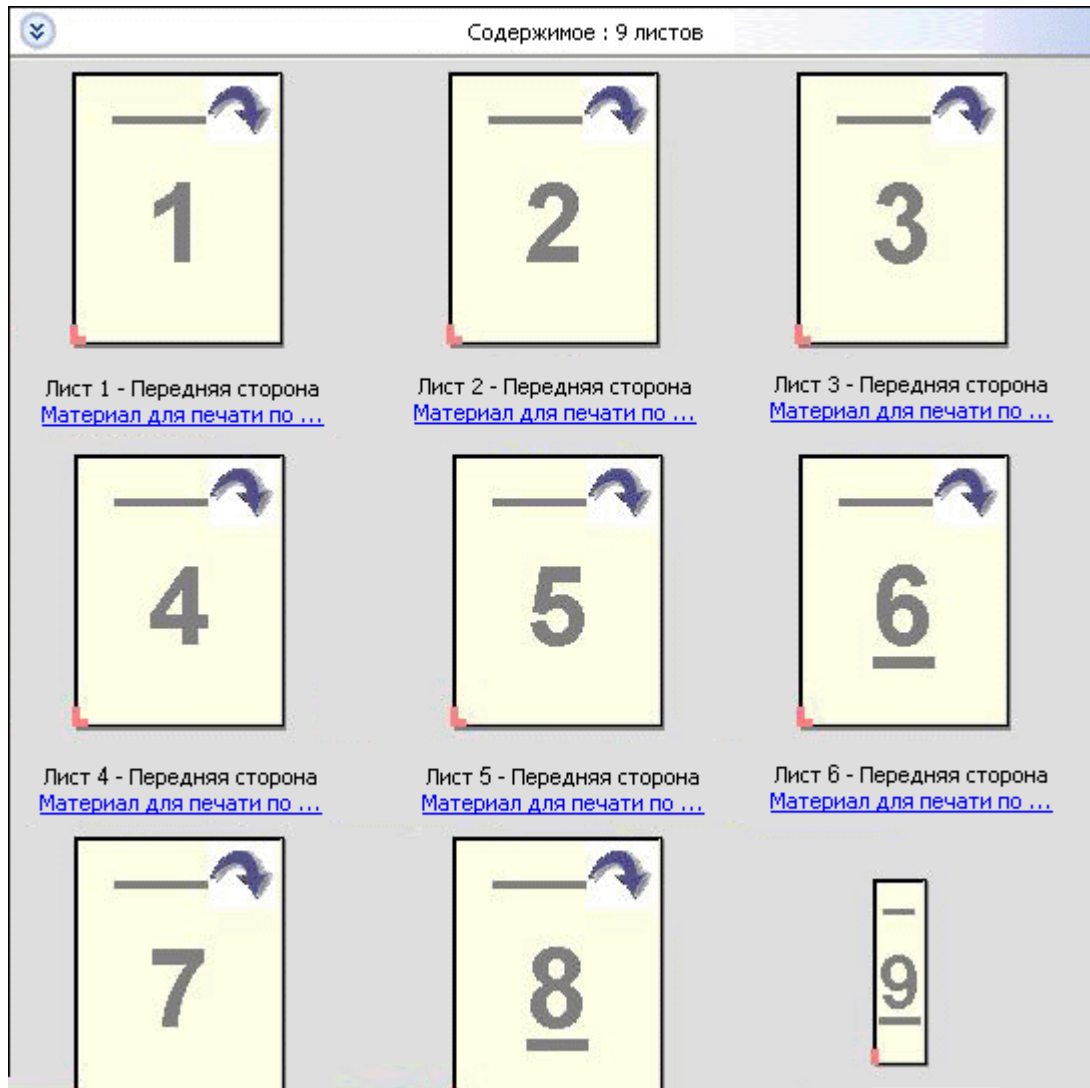 Содержимое : 9 листов
1
2
3
Лист 1 - Передняя сторона
Материал для печати по ...
Лист 2 - Передняя сторона
Материал для печати по ...
Лист 3 - Передняя сторона
Материал для печати по ...
4
5
6
Лист 4 - Передняя сторона
Материал для печати по ...
Лист 5 - Передняя сторона
Материал для печати по ...
Лист 6 - Передняя сторона
Материал для печати по ...
7
8
9